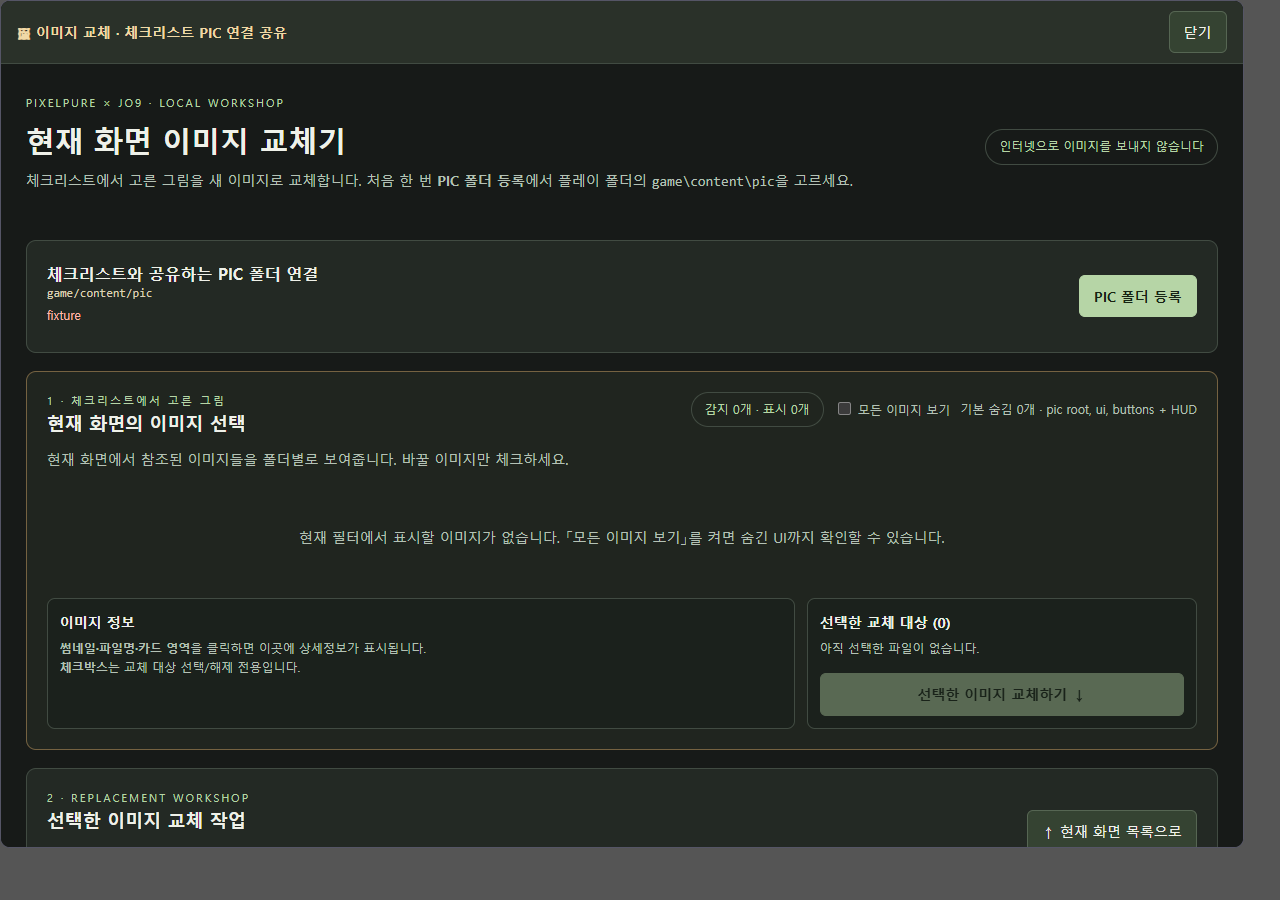 이미지 교체 · 체크리스트 PIC 연결 공유
닫기
PIXELPURE × JO9 · LOCAL WORKSHOP
현재 화면 이미지 교체기
인터넷으로 이미지를 보내지 않습니다
체크리스트에서 고른 그림을 새 이미지로 교체합니다. 처음 한 번 PIC 폴더 등록에서 플레이 폴더의 game\content\pic을 고르세요.
체크리스트와 공유하는 PIC 폴더 연결
game/content/pic
fixture
PIC 폴더 등록
1 · 체크리스트에서 고른 그림
현재 화면의 이미지 선택
감지 0개 · 표시 0개
모든 이미지 보기
기본 숨김 0개 · pic root, ui, buttons + HUD
현재 화면에서 참조된 이미지들을 폴더별로 보여줍니다. 바꿀 이미지만 체크하세요.
현재 필터에서 표시할 이미지가 없습니다. 「모든 이미지 보기」를 켜면 숨긴 UI까지 확인할 수 있습니다.
이미지 정보
썸네일·파일명·카드 영역을 클릭하면 이곳에 상세정보가 표시됩니다.
체크박스는 교체 대상 선택/해제 전용입니다.
선택한 교체 대상 (0)
아직 선택한 파일이 없습니다.
선택한 이미지 교체하기 ↓
2 · REPLACEMENT WORKSHOP
선택한 이미지 교체 작업
↑ 현재 화면 목록으로